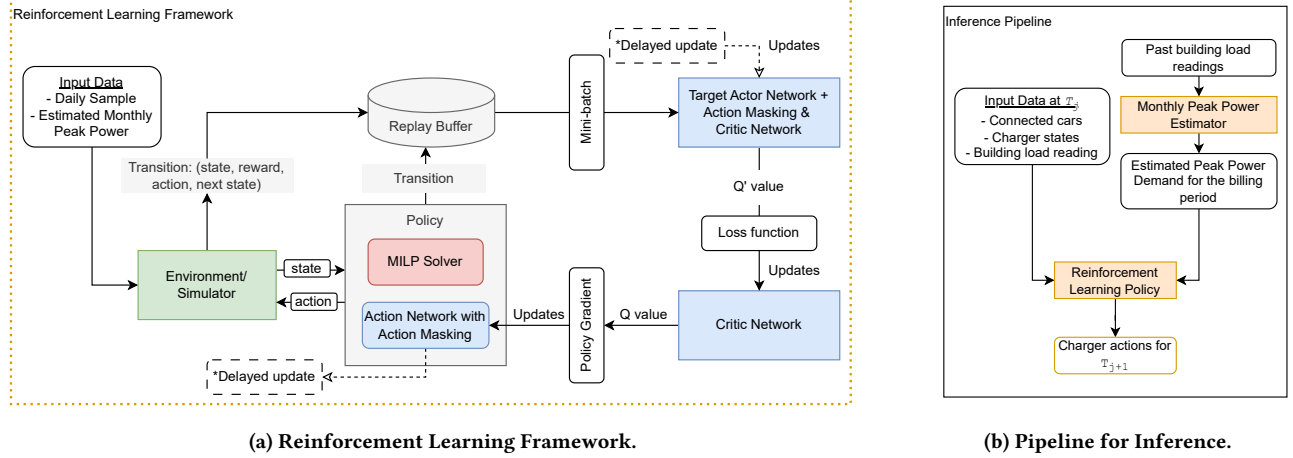 Reinforcement Learning Framework
Input Data
- Daily Sample
- Estimated Monthly
Peak Power
Transition: (state, reward,
action, next state)
Environment/
Simulator
state
action
Replay Buffer
Transition
Policy
MILP Solver
Action Network with
Action Masking
*Delayed update
Mini-batch
*Delayed update
Updates
Target Actor Network +
Action Masking &
Critic Network
Q' value
Loss function
Updates
Critic Network
Q value
Policy Gradient
Updates
(a) Reinforcement Learning Framework.
Inference Pipeline
Past building load
readings
Input Data at T_j
- Connected cars
- Charger states
- Building load reading
Monthly Peak Power
Estimator
Estimated Peak Power
Demand for the billing
period
Reinforcement
Learning Policy
Charger actions for
T_{j+1}
(b) Pipeline for Inference.